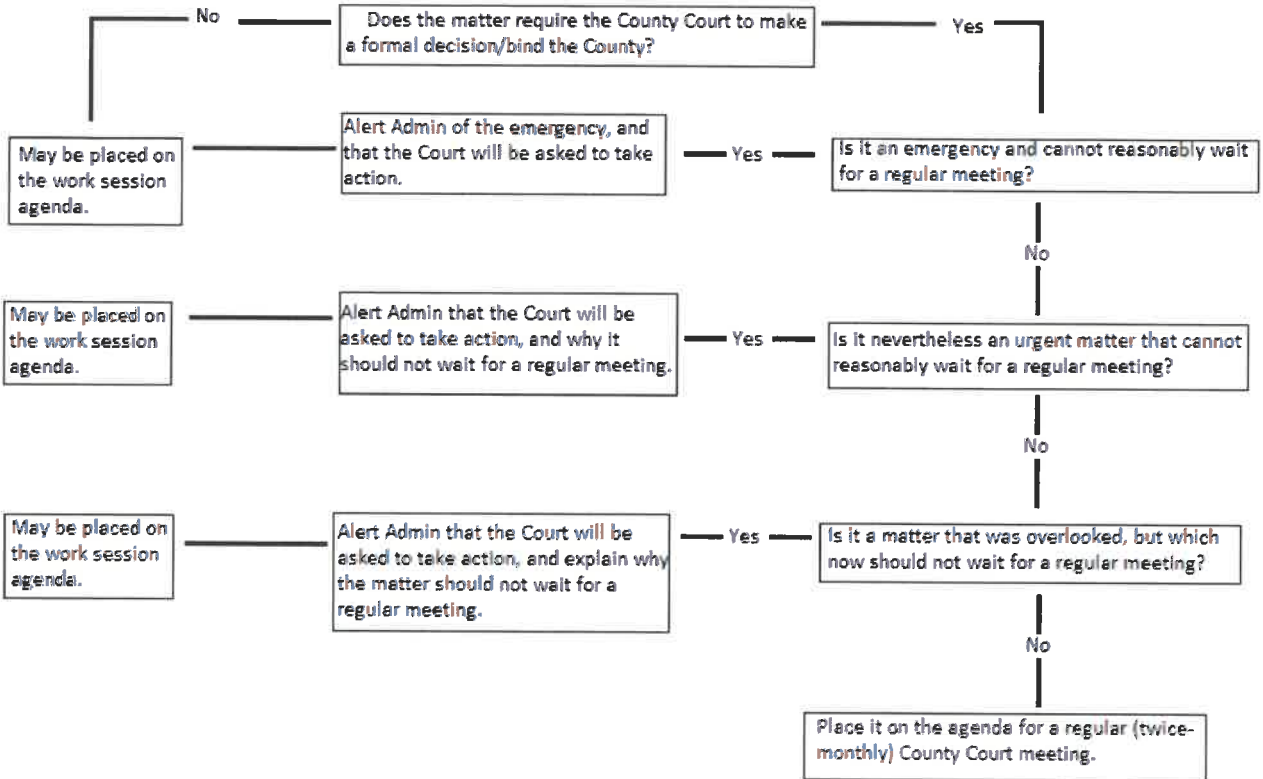 No
Does the matter require the County Court to make
a formal decision/bind the County?
Yes
May be placed on
the work session
agenda.
Alert Admin of the emergency, and
that the Court will be asked to take
action.
Yes
Is it an emergency and cannot reasonably wait
for a regular meeting?
No
May be placed on
the work session
agenda.
Alert Admin that the Court will be
asked to take action, and why it
should not wait for a regular meeting.
Yes
Is it nevertheless an urgent matter that cannot
reasonably wait for a regular meeting?
No
May be placed on
the work session
agenda.
Alert Admin that the Court will be
asked to take action, and explain why
the matter should not wait for a
regular meeting.
Yes
Is it a matter that was overlooked, but which
now should not wait for a regular meeting?
No
Place it on the agenda for a regular (twice-
monthly) County Court meeting.